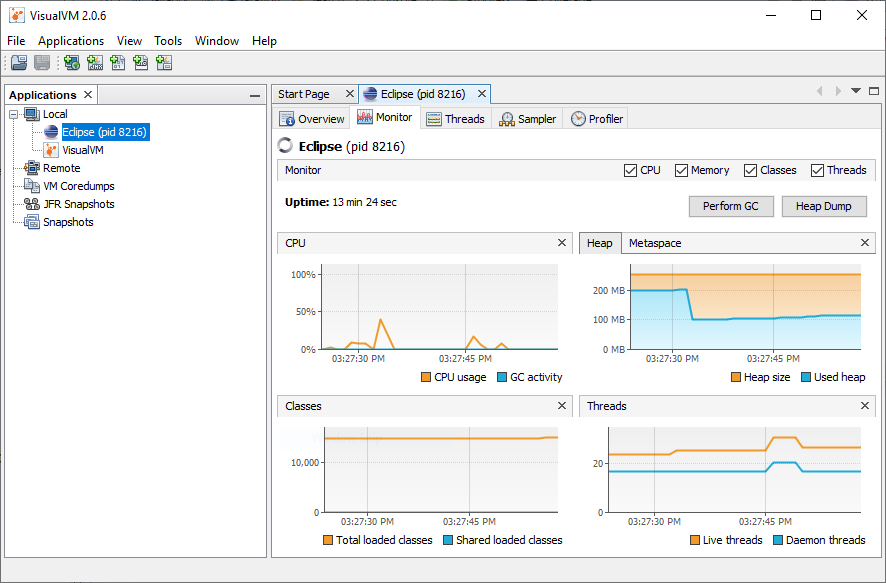 VisualVM 2.0.6
File Applications View Tools Window Help
Applications
Local
Eclipse (pid 8216)
VisualVM
Remote
VM Coredumps
JFR Snapshots
Snapshots
Start Page
Eclipse (pid 8216)
Overview Monitor Threads Sampler Profiler
Eclipse (pid 8216)
Monitor
CPU Memory Classes Threads
Uptime: 13 min 24 sec
Perform GC Heap Dump
CPU
100%
50%
0%
03:27:30 PM 03:27:45 PM
CPU usage GC activity
Heap Metaspace
200 MB
100 MB
0 MB
03:27:30 PM 03:27:45 PM
Heap size Used heap
Classes
10,000
0
03:27:30 PM 03:27:45 PM
Total loaded classes Shared loaded classes
Threads
20
0
03:27:30 PM 03:27:45 PM
Live threads Daemon threads